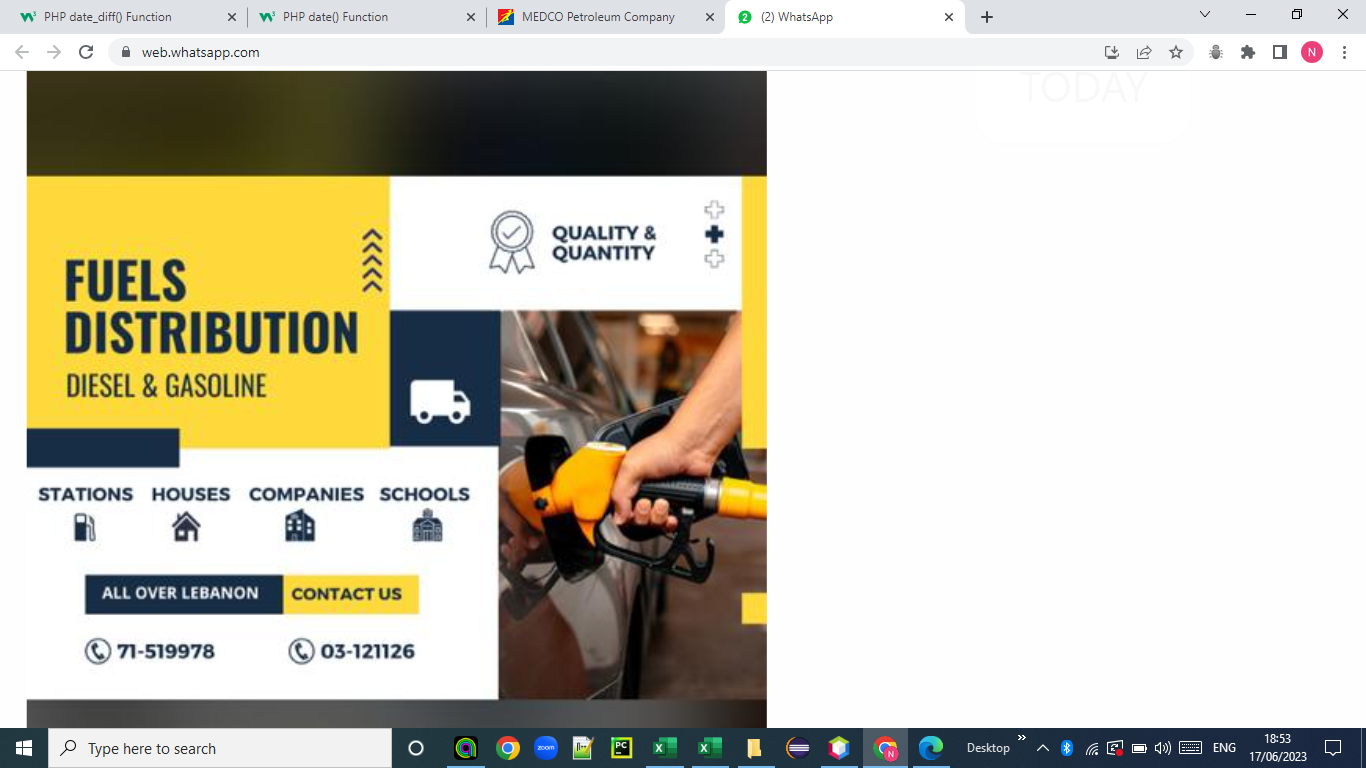 PHP date_diff() Function
PHP date() Function
MEDCO Petroleum Company
2
(2) WhatsApp
web.whatsapp.com
N
TODAY
FUELS
DISTRIBUTION
DIESEL & GASOLINE
QUALITY &
QUANTITY
STATIONS HOUSES COMPANIES SCHOOLS
ALL OVER LEBANON CONTACT US
71-519978 03-121126
Type here to search
zoom
PC
N
Desktop
ENG
18:53
17/06/2023